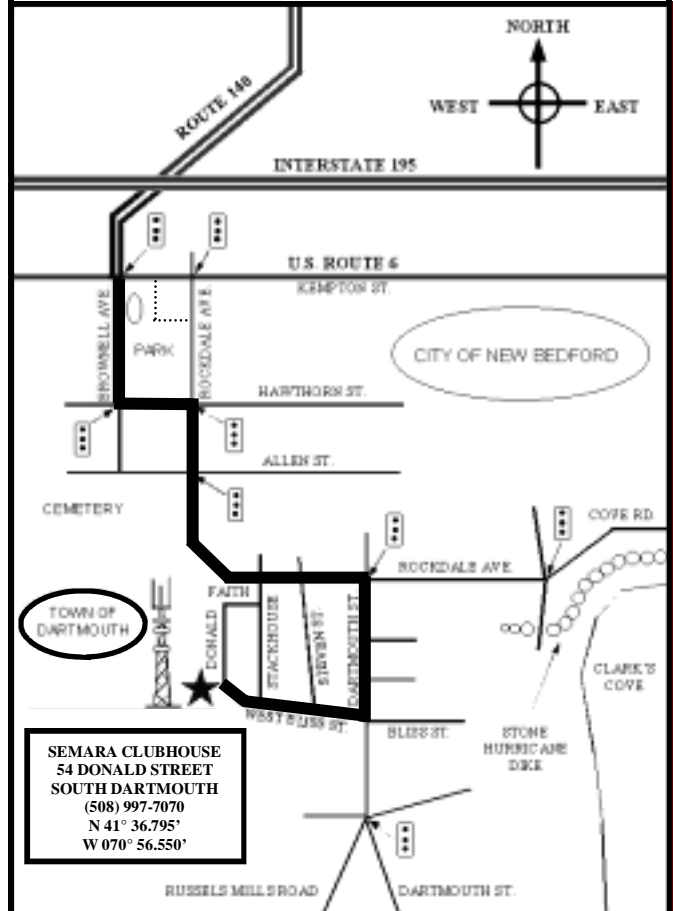 NORTH
WEST
EAST
ROUTE 140
INTERSTATE 195
U.S. ROUTE 6
KEMPTON ST.
BROWNELL AVE.
PARK
ROCKDALE AVE.
CITY OF NEW BEDFORD
HAWTHORN ST.
ALLEN ST.
CEMETERY
COVE RD.
ROCKDALE AVE.
FAITH
TOWN OF
DARTMOUTH
DONALD
STACKHOUSE
STEVEN ST.
DARTMOUTH ST.
CLARK'S
COVE
WEST BLISS ST.
BLISS ST.
STONE
HURRICANE
DIKE
SEMARA CLUBHOUSE
54 DONALD STREET
SOUTH DARTMOUTH
(508) 997-7070
N 41° 36.795’
W 070° 56.550’
RUSSELS MILLS ROAD
DARTMOUTH ST.